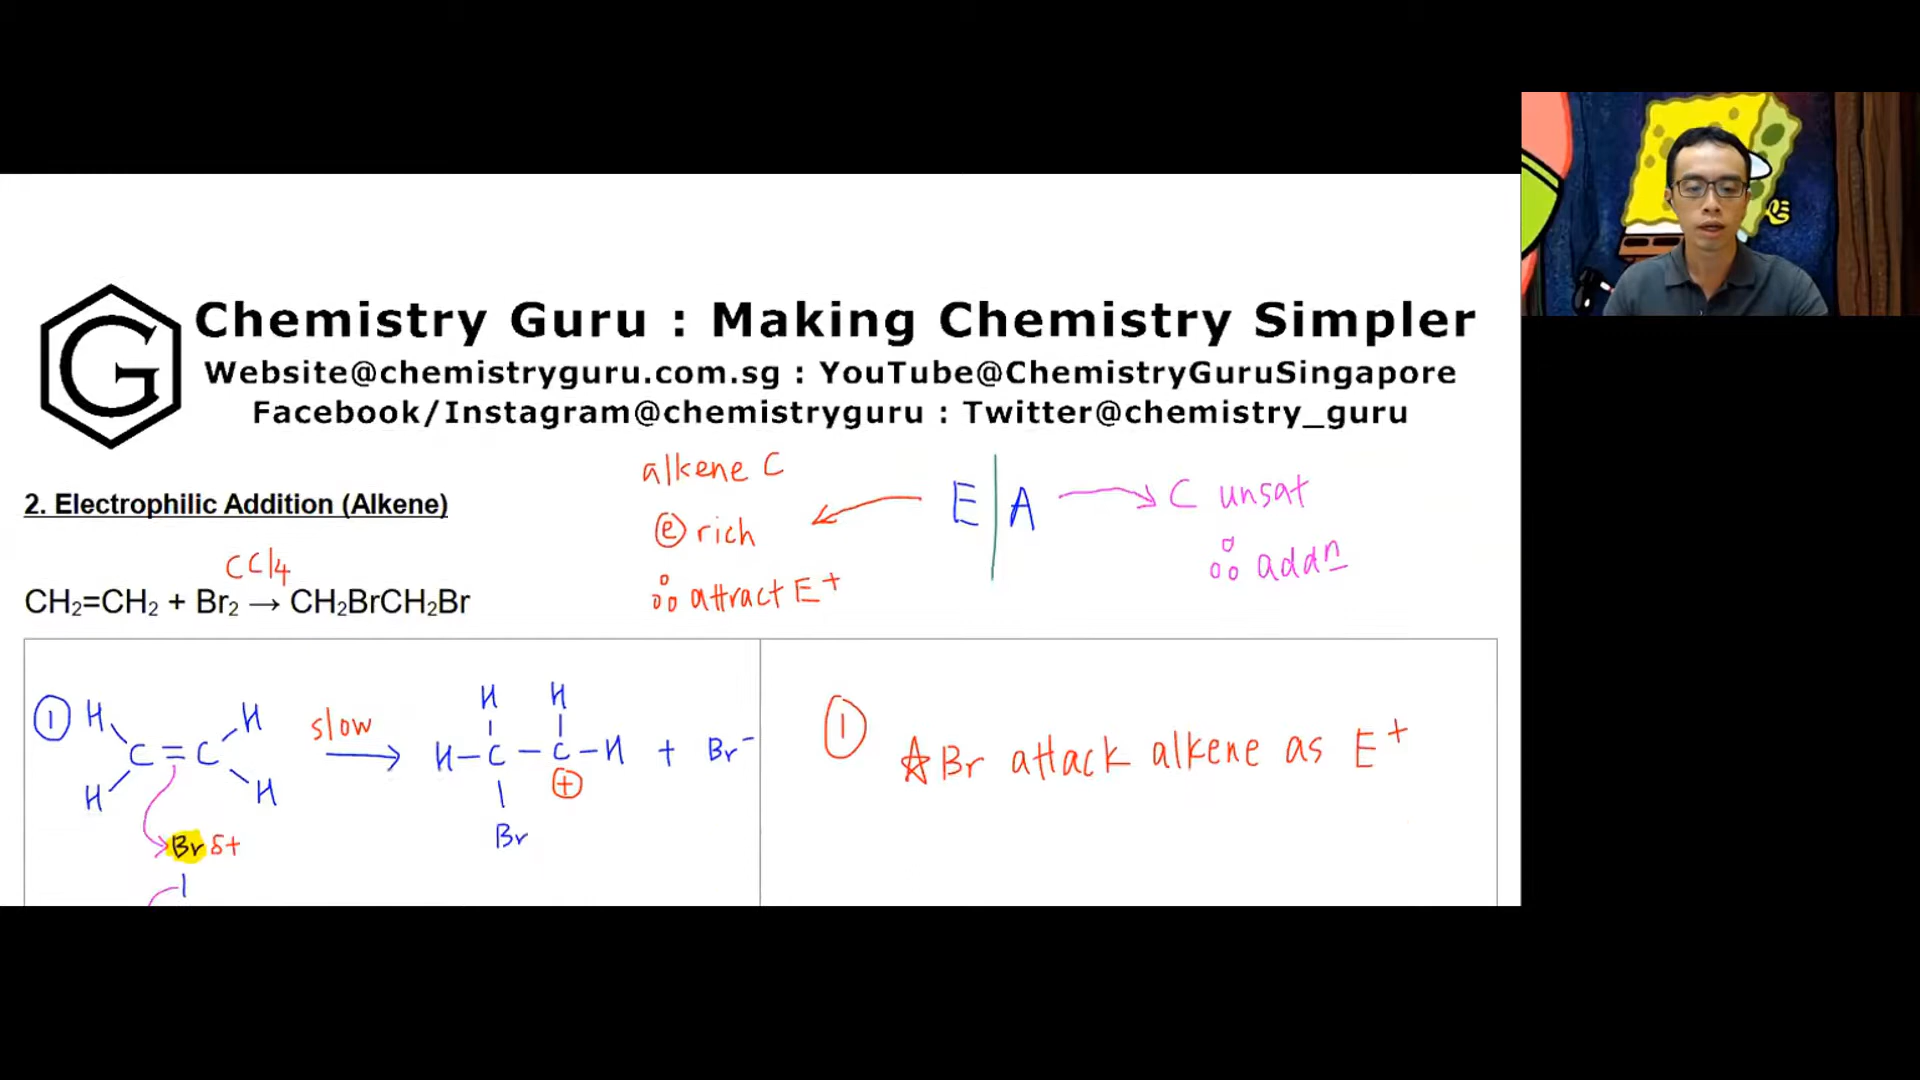 G
Chemistry Guru : Making Chemistry Simpler
Website@chemistryguru.com.sg : YouTube@ChemistryGuruSingapore
Facebook/Instagram@chemistryguru : Twitter@chemistry_guru
2. Electrophilic Addition (Alkene)
CCl4
CH₂=CH₂ + Br₂ → CH₂BrCH₂Br
alkene C
e rich
∴ attract E⁺
E | A
C unsat
∴ addn
① H H
C = C
H H
Br δ+
slow
H H
H – C – C – H + Br⁻
+
Br
①
☆ Br attack alkene as E⁺